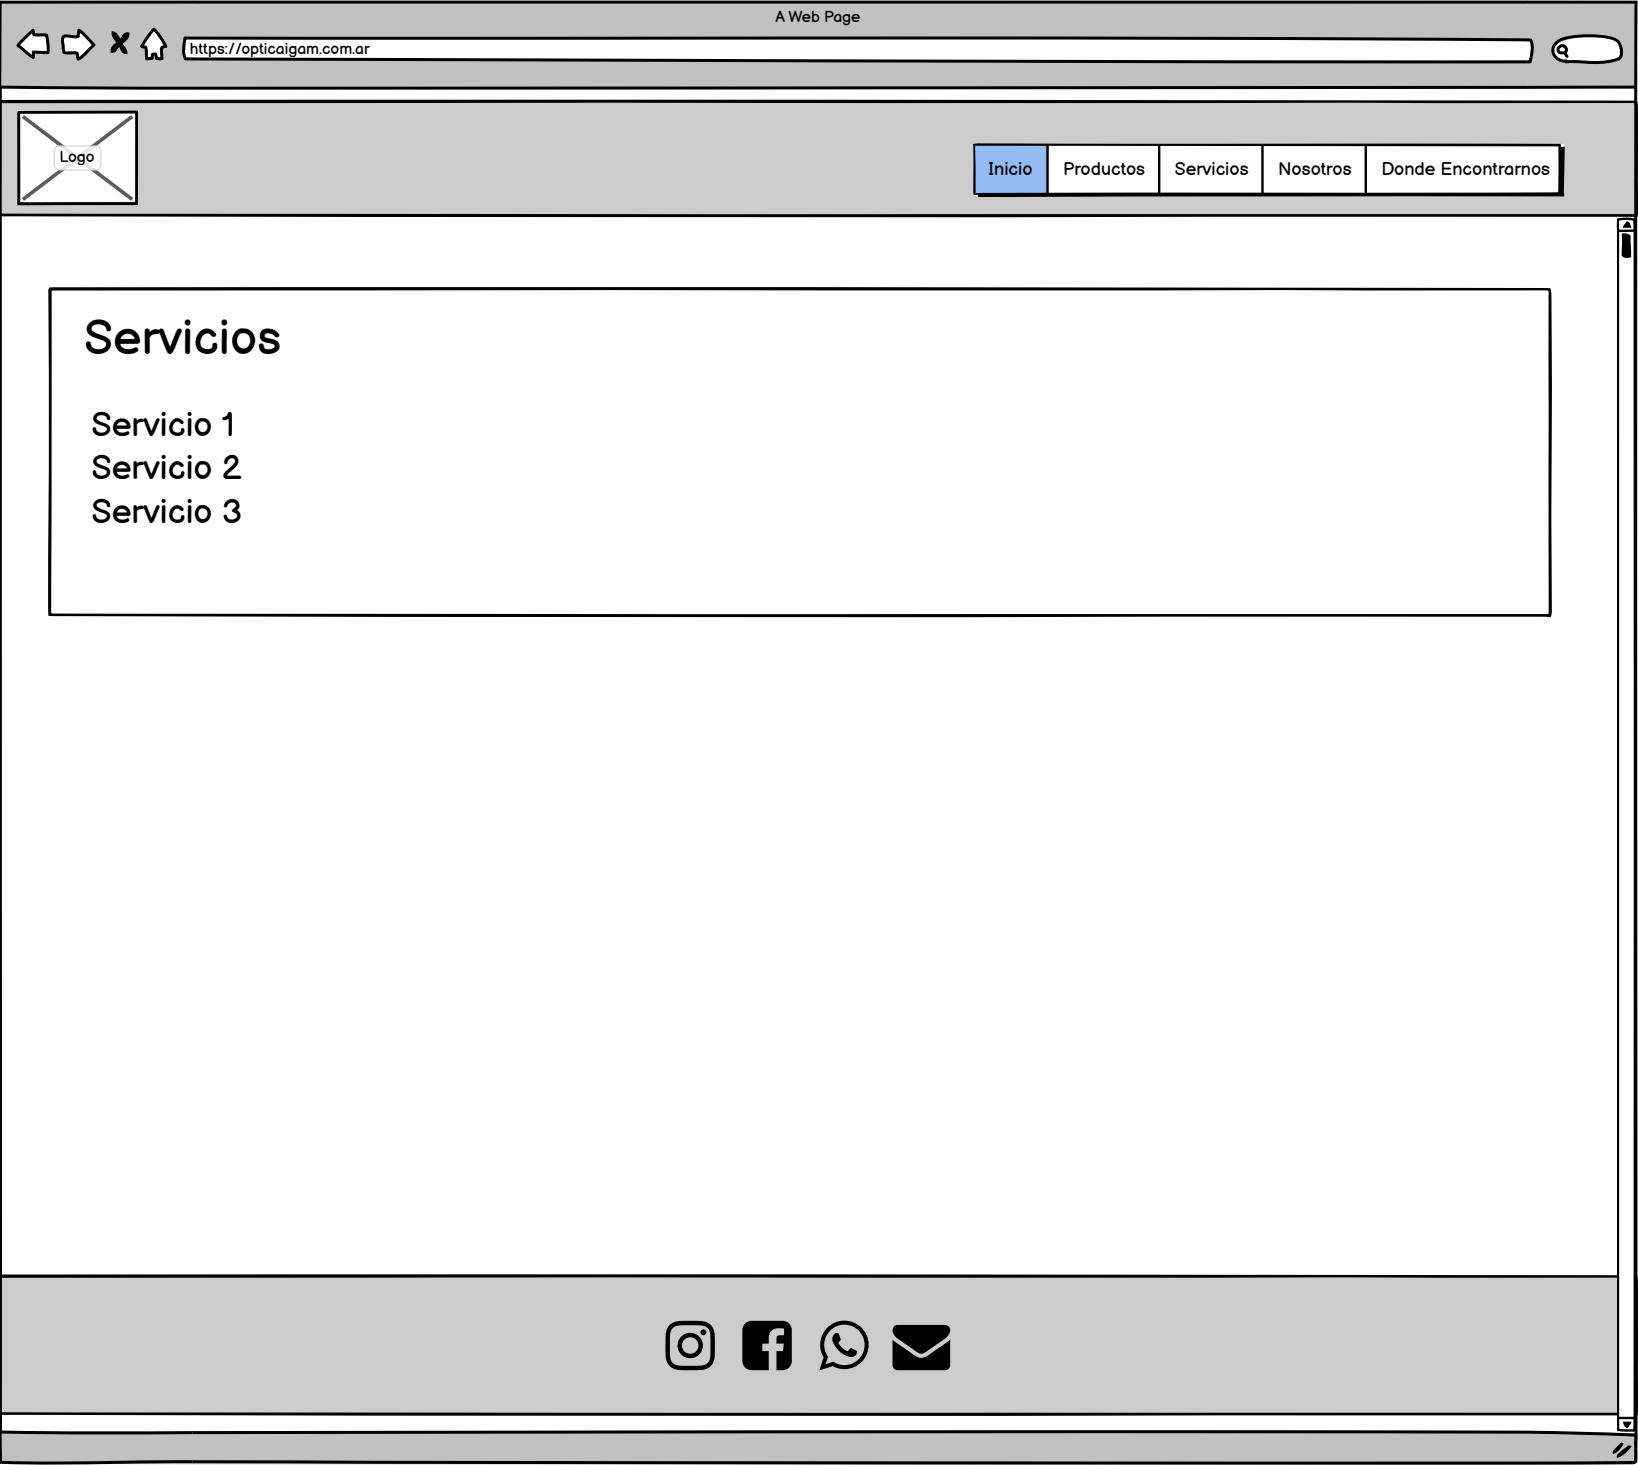 A Web Page
https://opticaigam.com.ar
Logo
Inicio Productos Servicios Nosotros Donde Encontrarnos
Servicios
Servicio 1
Servicio 2
Servicio 3